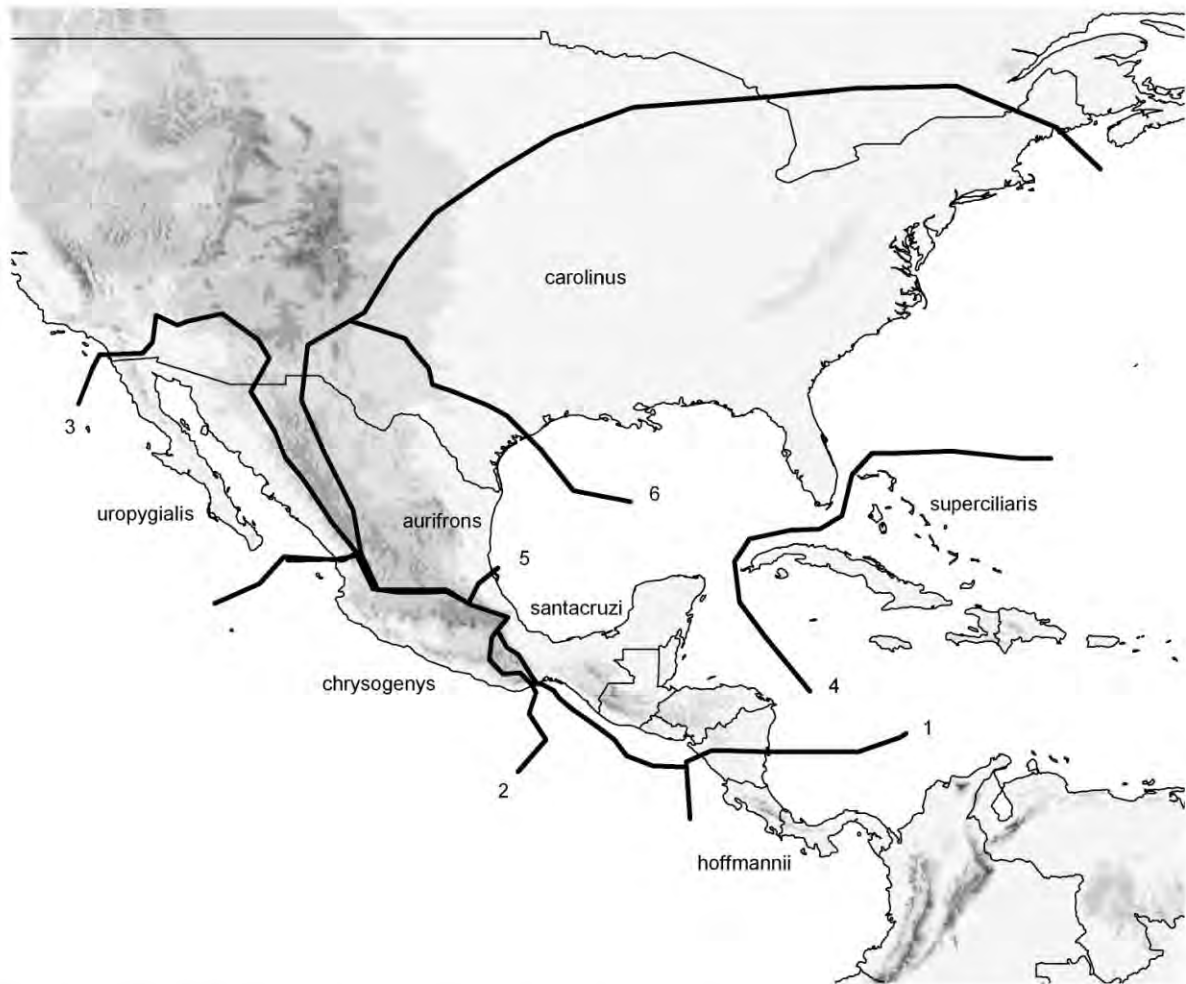 carolinus
3
6
uropygialis
aurifrons
superciliaris
5
santacruzi
chrysogenys
4
1
2
hoffmannii